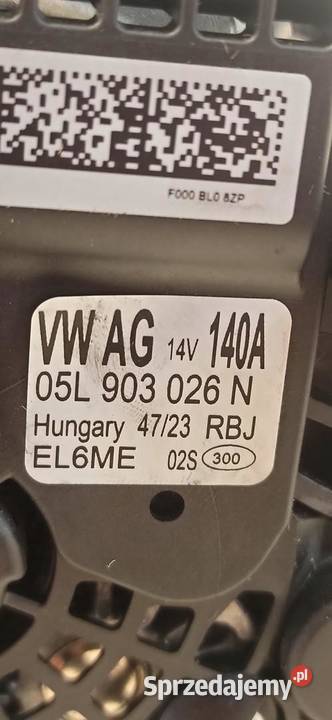 F000 BL0 8ZP
VW AG 14V 140A
05L 903 026 N
Hungary 47/23 RBJ
EL6ME 02S 300
Sprzedajemy.pl